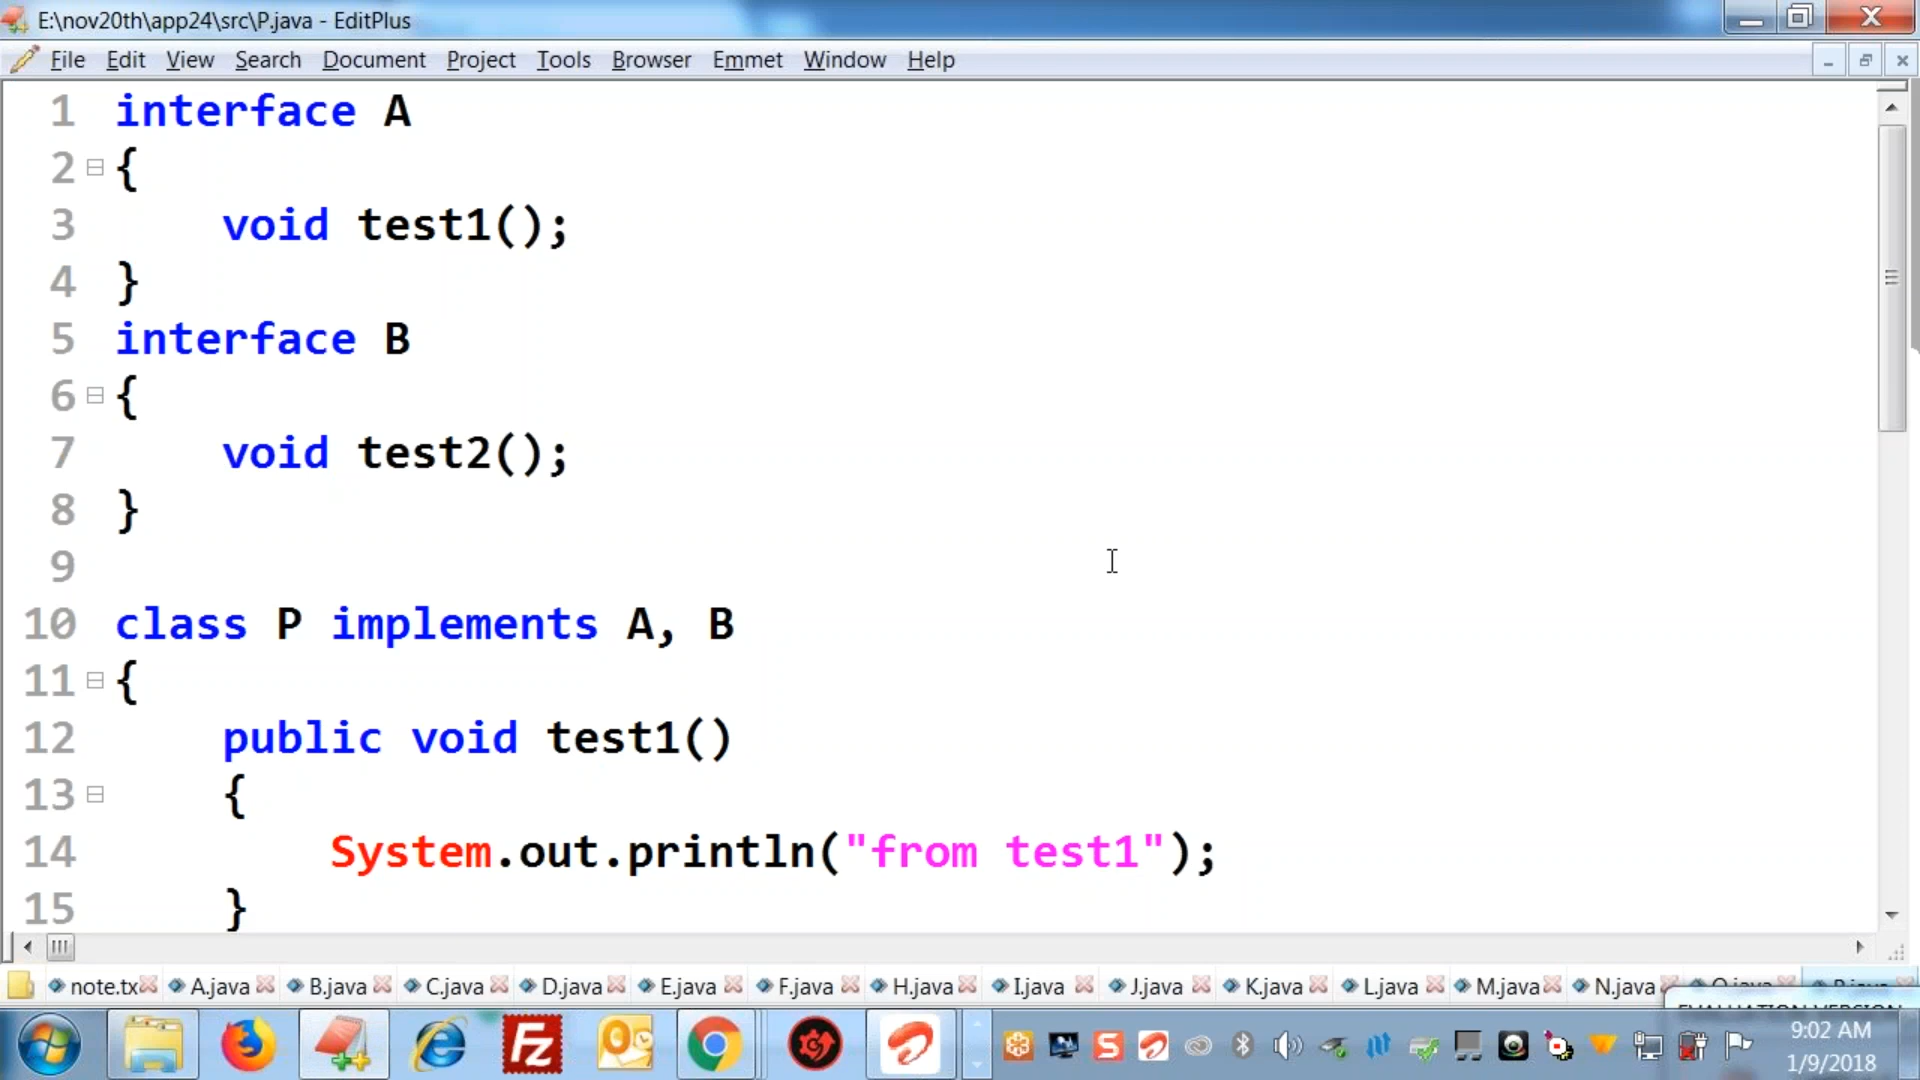 E:\nov20th\app24\src\P.java - EditPlus
File Edit View Search Document Project Tools Browser Emmet Window Help
1 interface A
2 {
3 void test1();
4 }
5 interface B
6 {
7 void test2();
8 }
9
10 class P implements A, B
11 {
12 public void test1()
13 {
14 System.out.println("from test1");
15 }
note.tx A.java B.java C.java D.java E.java F.java H.java I.java J.java K.java L.java M.java N.java
EVALUATION VERSION
9:02 AM
1/9/2018